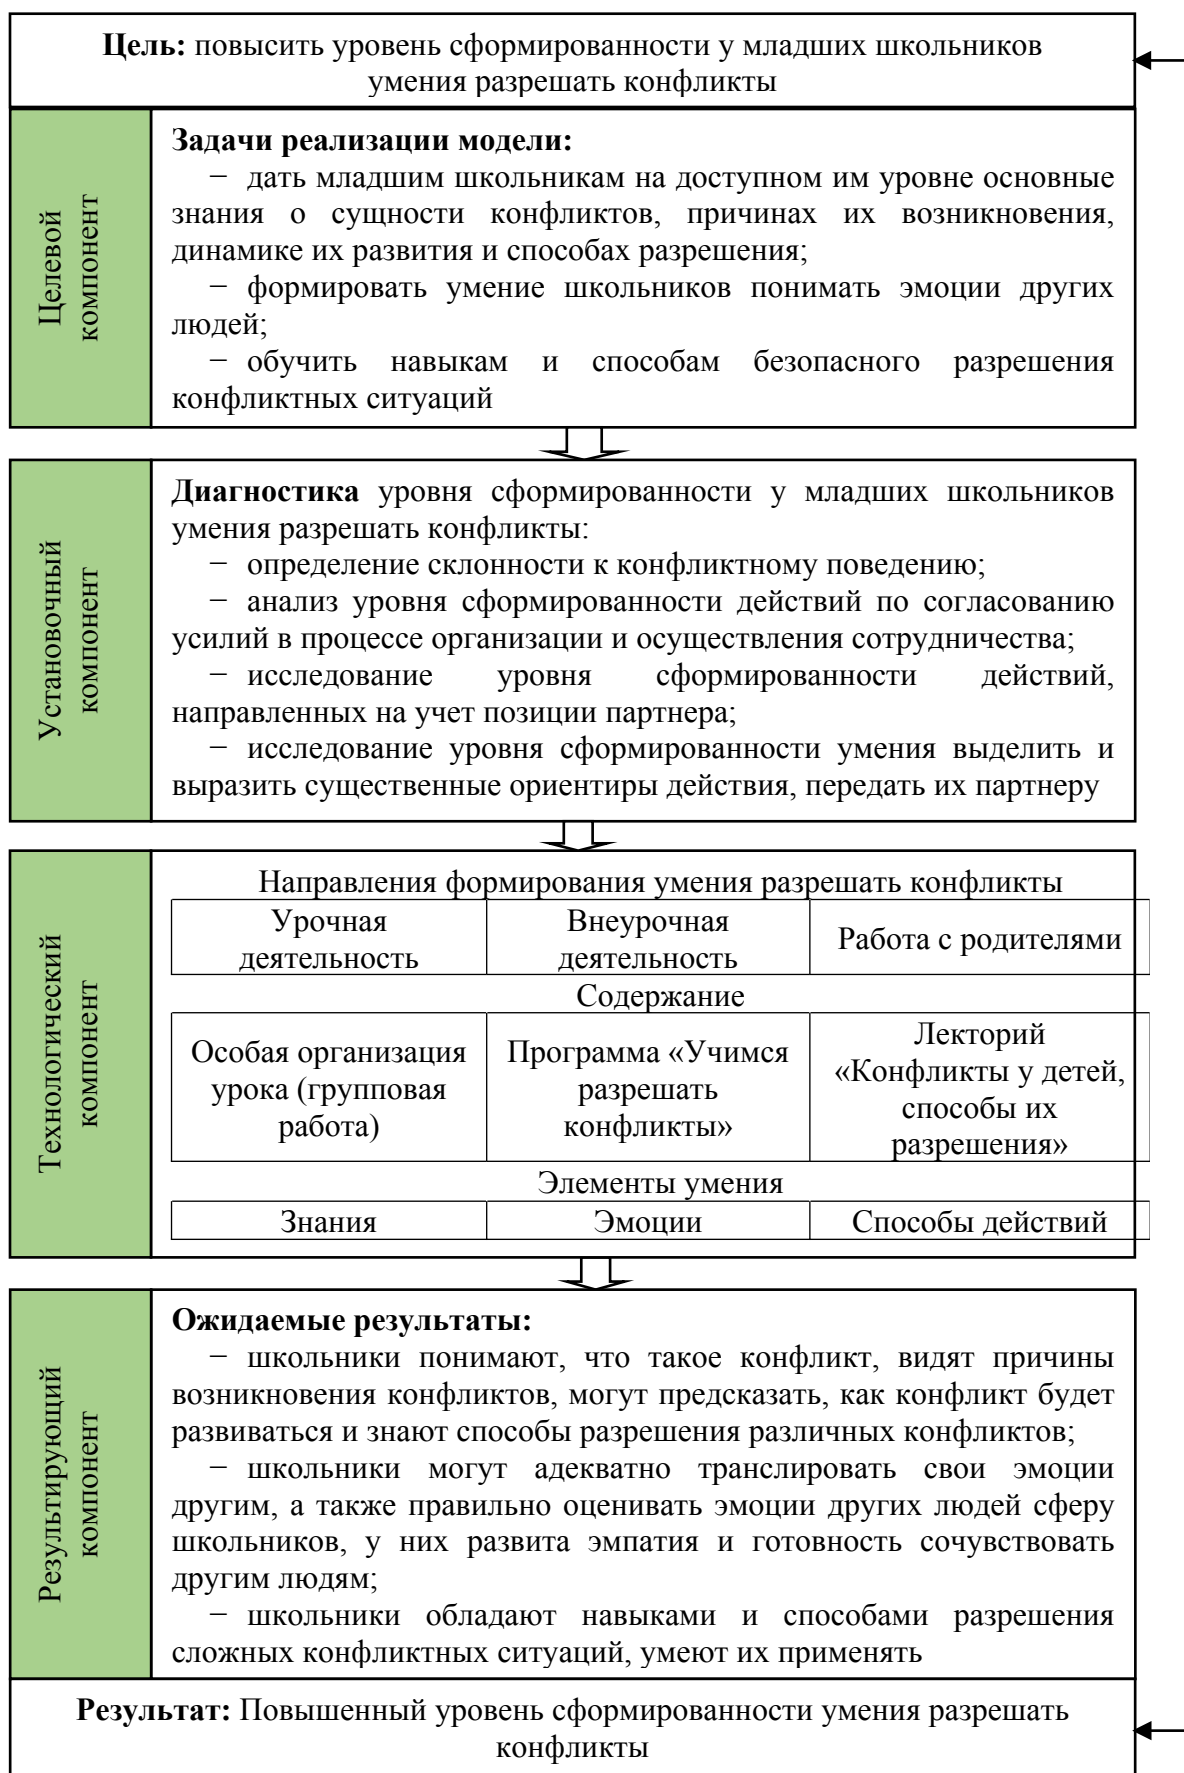 Цель: повысить уровень сформированности у младших школьников
умения разрешать конфликты
Целевой
компонент
Задачи реализации модели:
− дать младшим школьникам на доступном им уровне основные
знания о сущности конфликтов, причинах их возникновения,
динамике их развития и способах разрешения;
− формировать умение школьников понимать эмоции других
людей;
− обучить навыкам и способам безопасного разрешения
конфликтных ситуаций
Установочный
компонент
Диагностика уровня сформированности у младших школьников
умения разрешать конфликты:
− определение склонности к конфликтному поведению;
− анализ уровня сформированности действий по согласованию
усилий в процессе организации и осуществления сотрудничества;
− исследование уровня сформированности действий,
направленных на учет позиции партнера;
− исследование уровня сформированности умения выделить и
выразить существенные ориентиры действия, передать их партнеру
Технологический
компонент
Направления формирования умения разрешать конфликты
Урочная
деятельность
Внеурочная
деятельность
Работа с родителями
Содержание
Особая организация
урока (групповая
работа)
Программа «Учимся
разрешать
конфликты»
Лекторий
«Конфликты у детей,
способы их
разрешения»
Элементы умения
Знания
Эмоции
Способы действий
Результирующий
компонент
Ожидаемые результаты:
− школьники понимают, что такое конфликт, видят причины
возникновения конфликтов, могут предсказать, как конфликт будет
развиваться и знают способы разрешения различных конфликтов;
− школьники могут адекватно транслировать свои эмоции
другим, а также правильно оценивать эмоции других людей сферу
школьников, у них развита эмпатия и готовность сочувствовать
другим людям;
− школьники обладают навыками и способами разрешения
сложных конфликтных ситуаций, умеют их применять
Результат: Повышенный уровень сформированности умения разрешать
конфликты